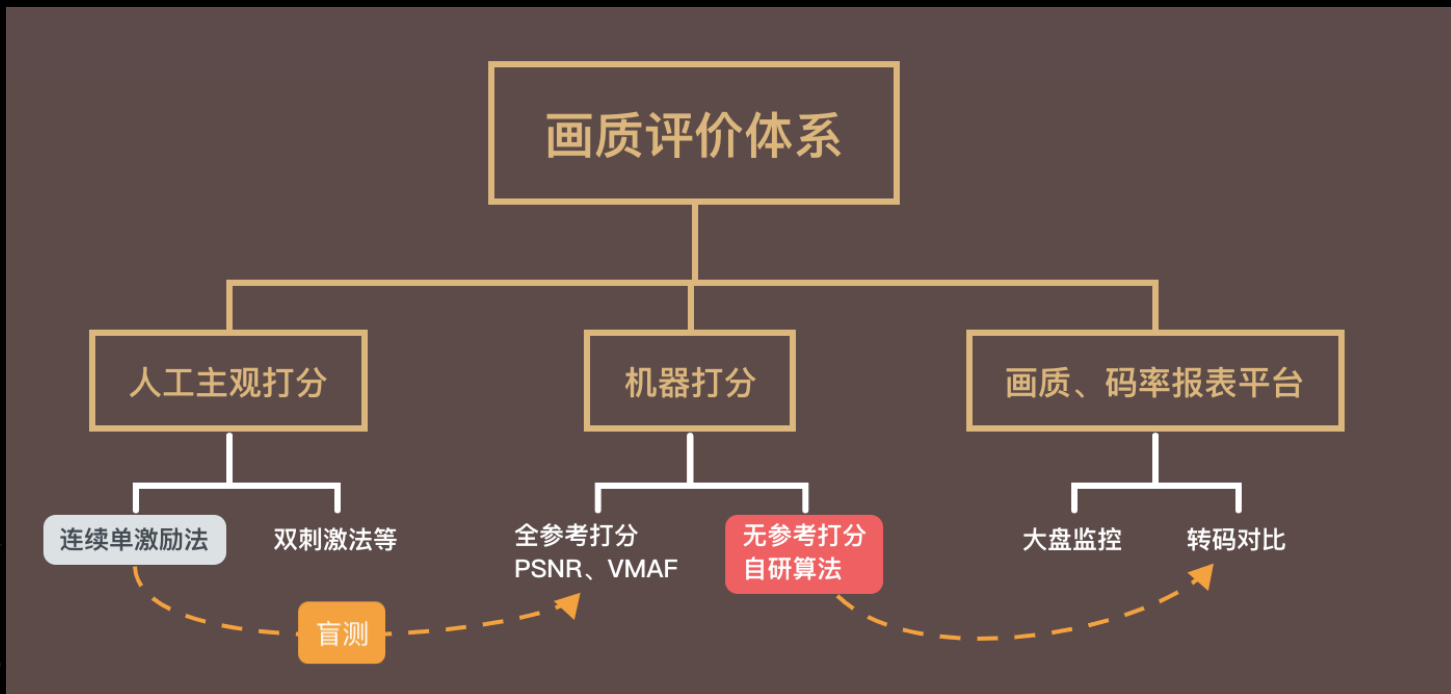 画质评价体系
人工主观打分
机器打分
画质、码率报表平台
连续单激励法
双刺激法等
全参考打分
PSNR、VMAF
无参考打分
自研算法
大盘监控
转码对比
盲测